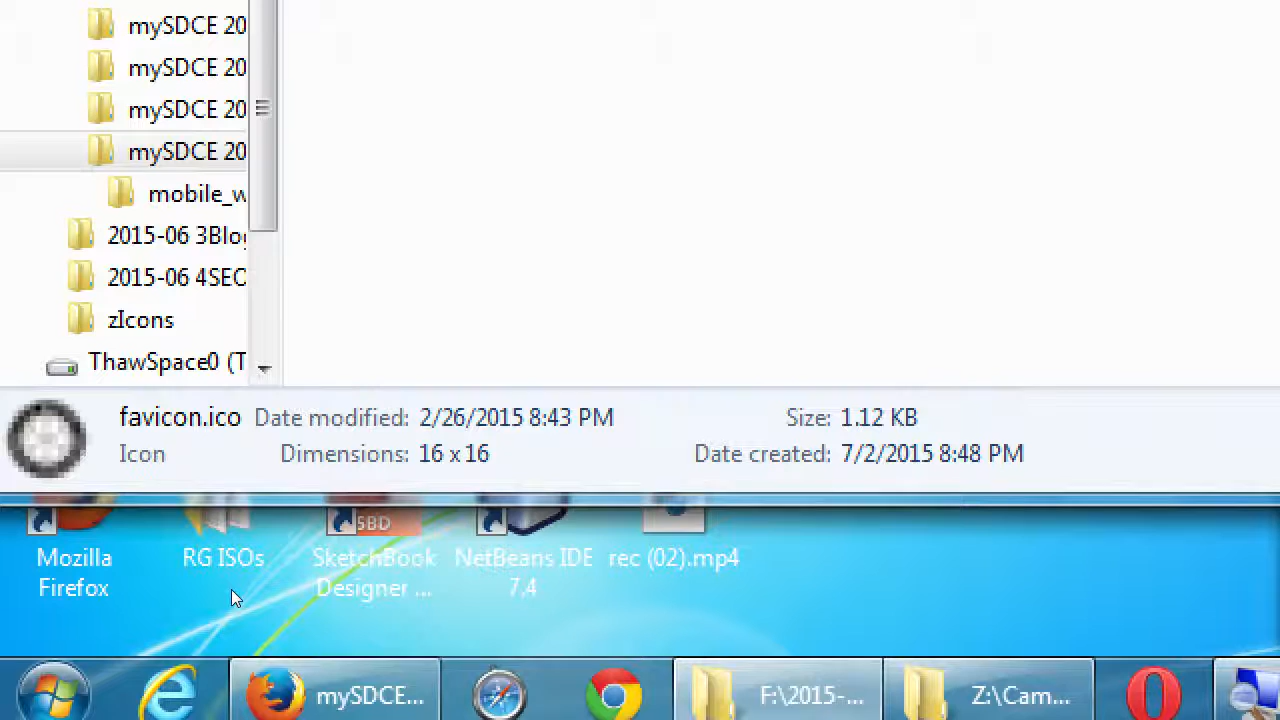 mySDCE 20
mySDCE 20
mySDCE 20
mySDCE 20
mobile_w
2015-06 3Blog
2015-06 4SEO
zIcons
ThawSpace0 (T
favicon.ico Date modified: 2/26/2015 8:43 PM Size: 1.12 KB
Icon Dimensions: 16 x 16 Date created: 7/2/2015 8:48 PM
SBD
Mozilla Firefox
RG ISOs
SketchBook Designer ...
NetBeans IDE 7.4
rec (02).mp4
mySDCE... F:\2015-... Z:\Cam...